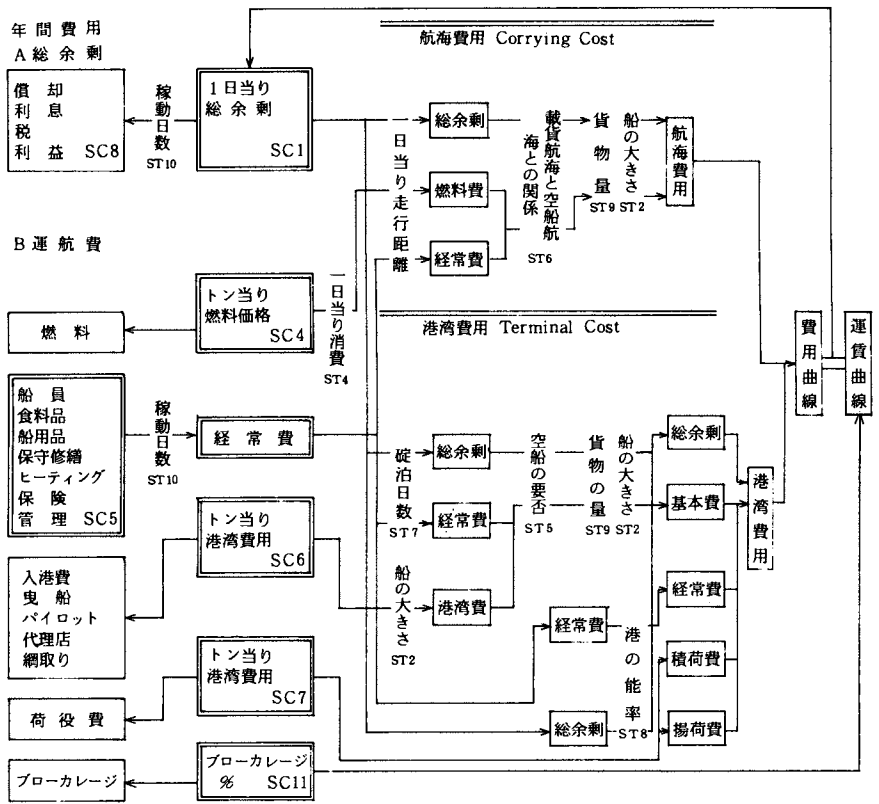 年間費用
A総余剰
償却
利息
税
利益 SC8
稼動日数
ST10
1日当り
総余剰
SC1
航海費用 Corrying Cost
一日当り走行距離
総余剰
燃料費
経常費
載貨航海と空船航
海との関係
ST6
貨物量
ST9
船の大きさ
ST2
航海費用
B運航費
燃料
トン当り
燃料価格
SC4
一日当り消費
ST4
港湾費用 Terminal Cost
費用曲線
運賃曲線
船員
食料品
船用品
保守修繕
ヒーティング
保険
管理 SC5
稼動日数
ST10
経常費
碇泊日数
ST7
総余剰
経常費
空船の要否
ST5
貨物の量
ST9
船の大きさ
ST2
総余剰
基本費
経常費
積荷費
揚荷費
港湾費用
トン当り
港湾費用
SC6
入港費
曳船
パイロット
代理店
綱取り
船の大きさ
ST2
港湾費
経常費
総余剰
港の能率
ST8
トン当り
港湾費用
SC7
荷役費
ブローカレージ
ブローカレージ
% SC11